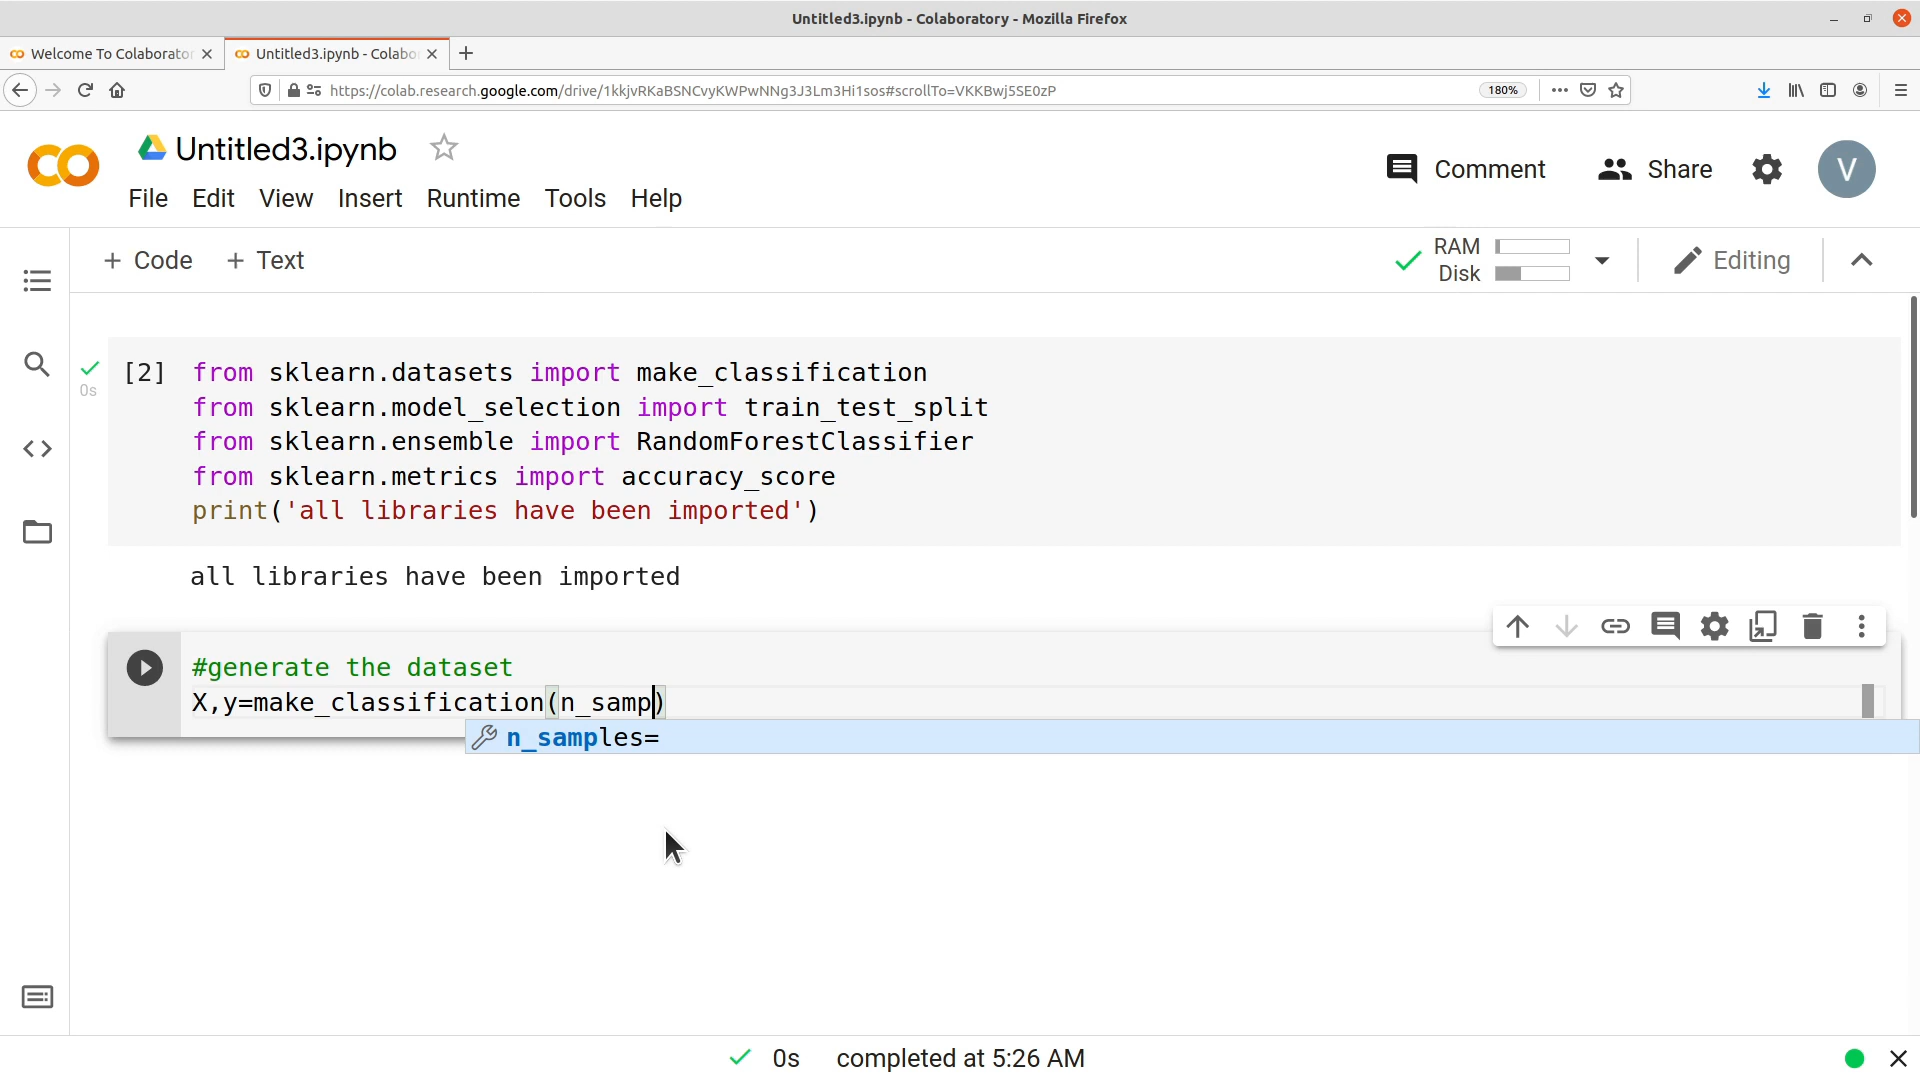 Untitled3.ipynb - Colaboratory - Mozilla Firefox
Welcome To Colaborator
Untitled3.ipynb - Colabo
https://colab.research.google.com/drive/1kkjvRKaBSNCvyKWPwNNg3J3Lm3Hi1sos#scrollTo=VKKBwj5SE0zP
180%
Untitled3.ipynb
Comment
Share
V
File Edit View Insert Runtime Tools Help
+ Code + Text
RAM
Disk
Editing
0s
[2] from sklearn.datasets import make_classification
from sklearn.model_selection import train_test_split
from sklearn.ensemble import RandomForestClassifier
from sklearn.metrics import accuracy_score
print('all libraries have been imported')
all libraries have been imported
#generate the dataset
X,y=make_classification(n_samp)
n_samples=
0s completed at 5:26 AM